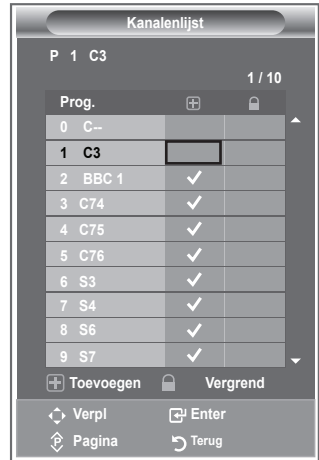 Kanalenlijst
P 1 C3
1 / 10
Prog.
0 C--
1 C3
2 BBC 1
3 C74
4 C75
5 C76
6 S3
7 S4
8 S6
9 S7
Toevoegen Vergrend
Verpl Enter
Pagina Terug